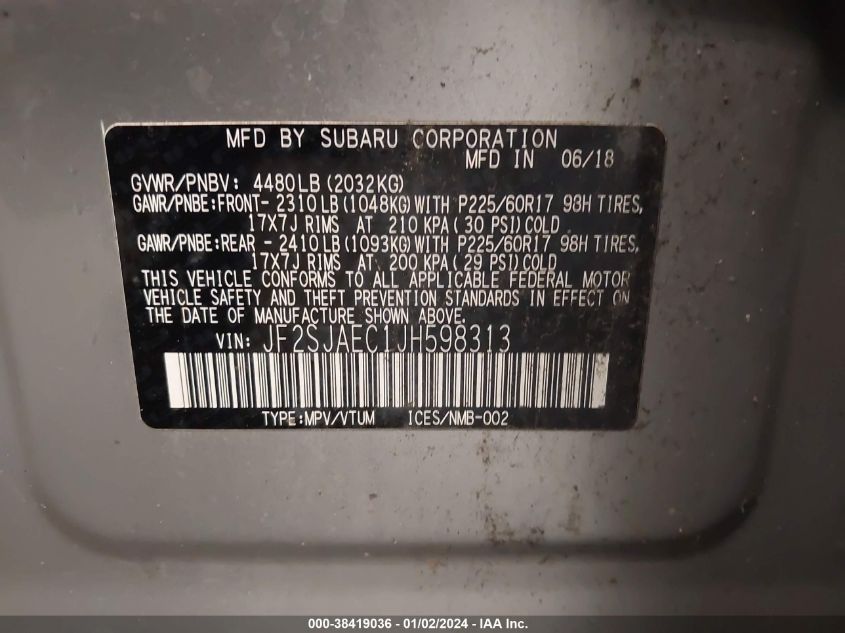 MFD BY SUBARU CORPORATION
MFD IN 06/18
GVWR/PNBV: 4480LB (2032KG)
GAWR/PNBE:FRONT- 2310 LB (1048KG) WITH P225/60R17 98H TIRES,
17X7J RIMS AT 210 KPA ( 30 PSI) COLD
GAWR/PNBE:REAR - 2410 LB (1093KG) WITH P225/60R17 98H TIRES,
17X7J RIMS AT 200 KPA ( 29 PSI) COLD
THIS VEHICLE CONFORMS TO ALL APPLICABLE FEDERAL MOTOR
VEHICLE SAFETY AND THEFT PREVENTION STANDARDS IN EFFECT ON
THE DATE OF MANUFACTURE SHOWN ABOVE.
VIN: JF2SJAEC1JH598313
TYPE:MPV/VTUM ICES/NMB-002
000-38419036 - 01/02/2024 - IAA Inc.